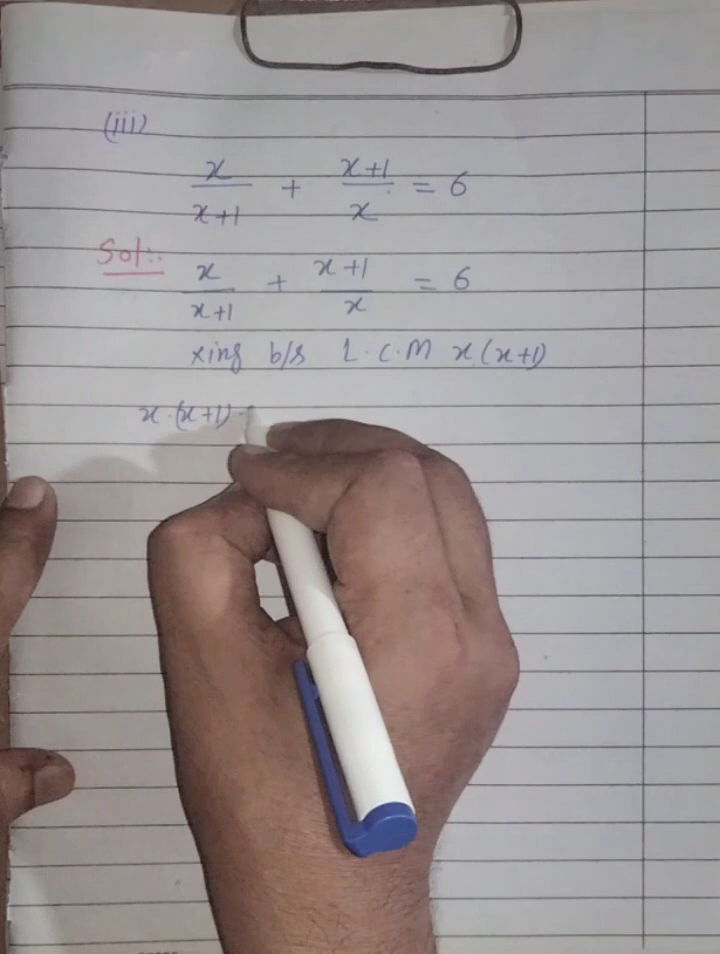 (iii)
x/(x+1) + (x+1)/x = 6
Sol:.
x/(x+1) + (x+1)/x = 6
xing b/s L.C.M x(x+1)
x.(x+1).